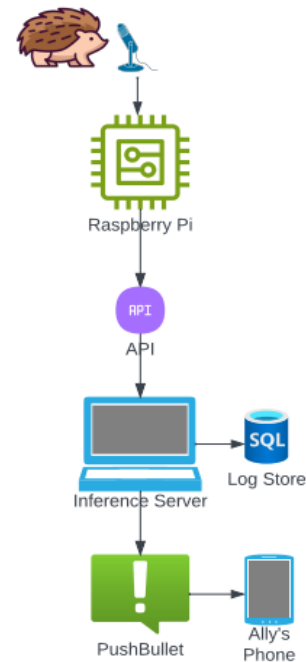 Raspberry Pi
API
API
SQL
Log Store
Inference Server
PushBullet
Ally's
Phone